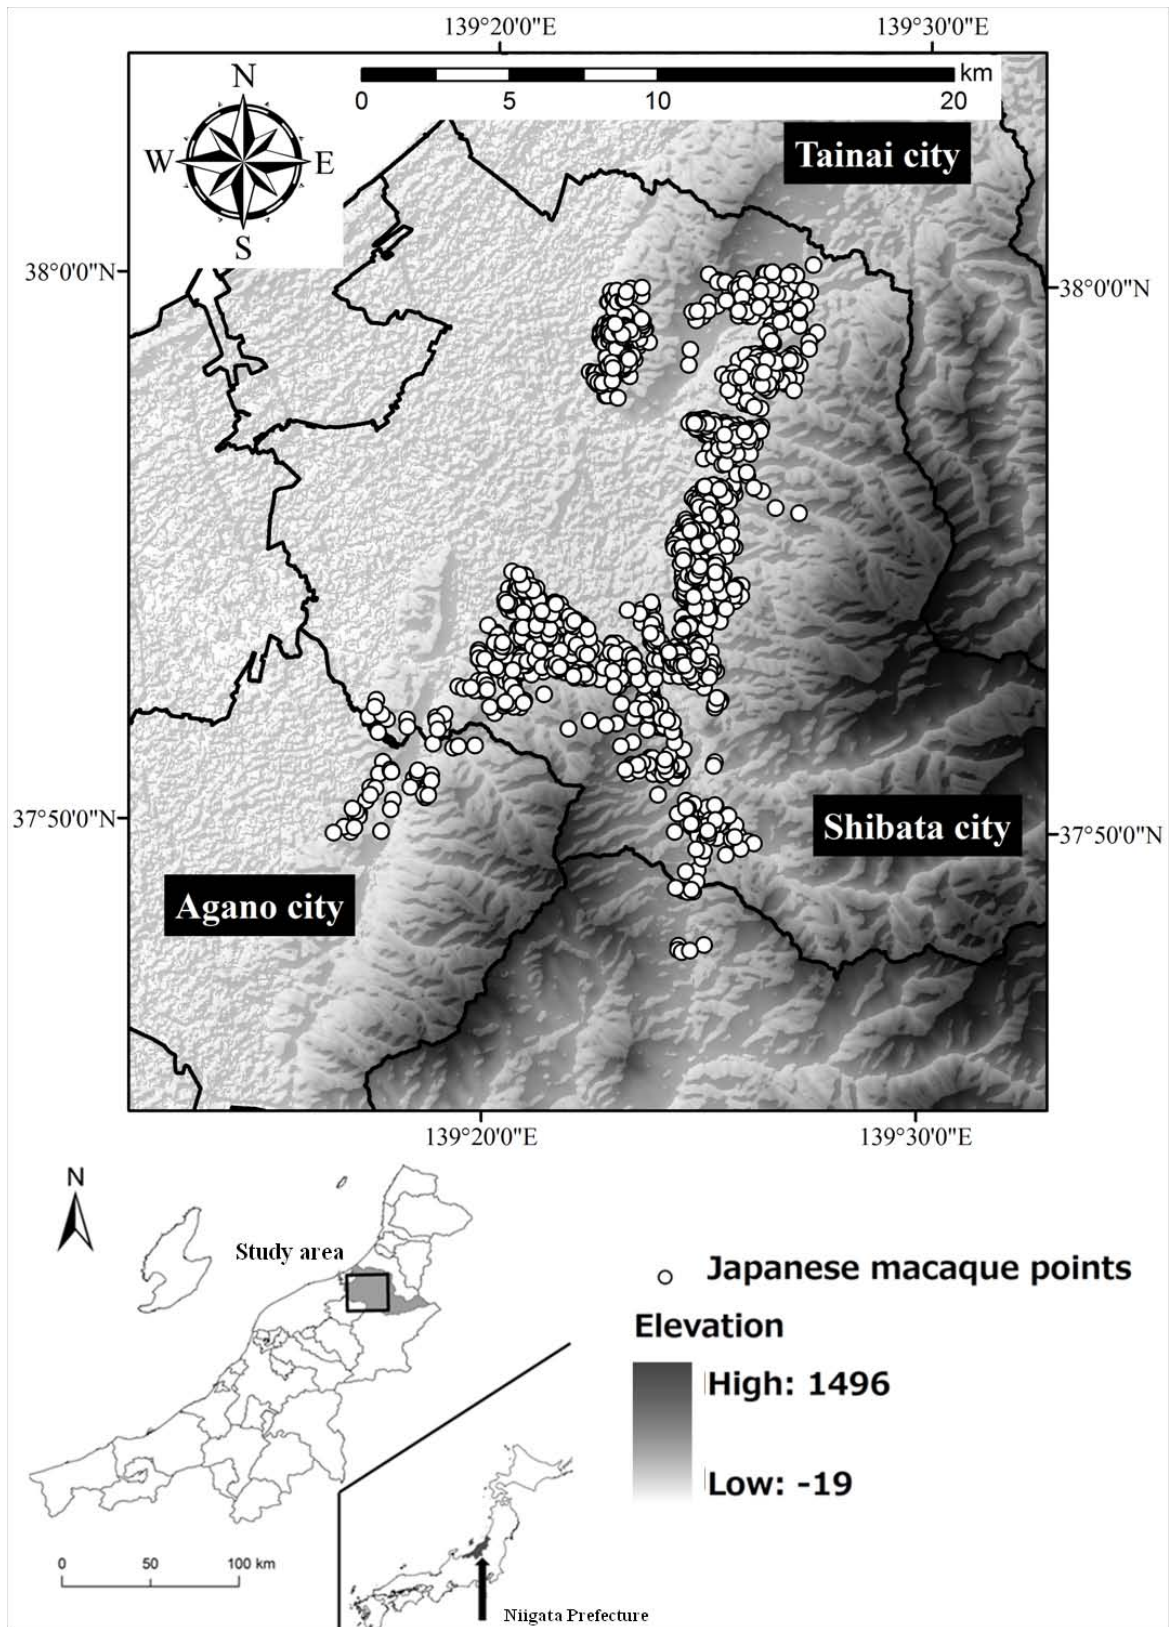 139°20'0"E 139°30'0"E
N
W E
S
km
0 5 10 20
Tainai city
38°0'0"N
38°0'0"N
37°50'0"N
37°50'0"N
Shibata city
Agano city
139°20'0"E 139°30'0"E
N
Study area
Japanese macaque points
Elevation
High: 1496
Low: -19
0 50 100 km
Niigata Prefecture